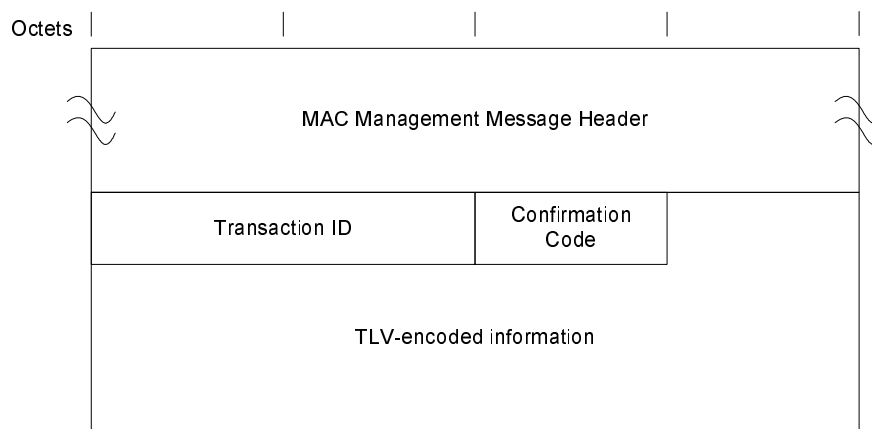 Octets
MAC Management Message Header
Transaction ID
Confirmation
Code
TLV-encoded information